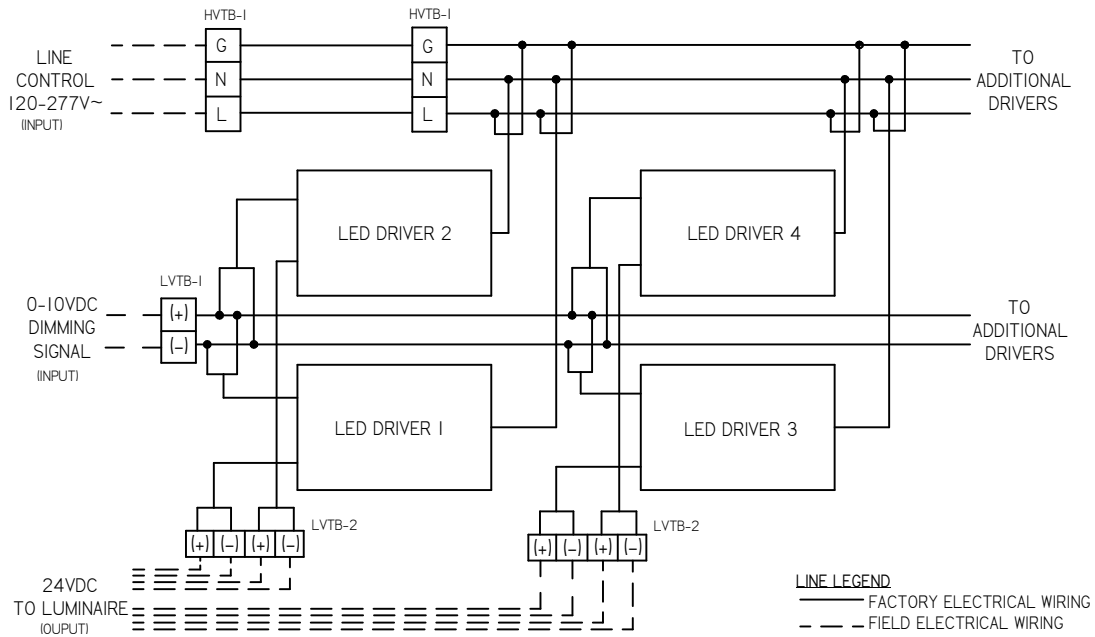 HVTB-1
HVTB-1
LINE
CONTROL
120-277V~
(INPUT)
G
N
L
G
N
L
TO
ADDITIONAL
DRIVERS
LED DRIVER 2
LED DRIVER 4
LVTB-1
0-10VDC
DIMMING
SIGNAL
(INPUT)
(+)
(-)
TO
ADDITIONAL
DRIVERS
LED DRIVER 1
LED DRIVER 3
LVTB-2
(+) (-) (+) (-)
LVTB-2
(+) (-) (+) (-)
24VDC
TO LUMINAIRE
(OUPUT)
LINE LEGEND
FACTORY ELECTRICAL WIRING
FIELD ELECTRICAL WIRING